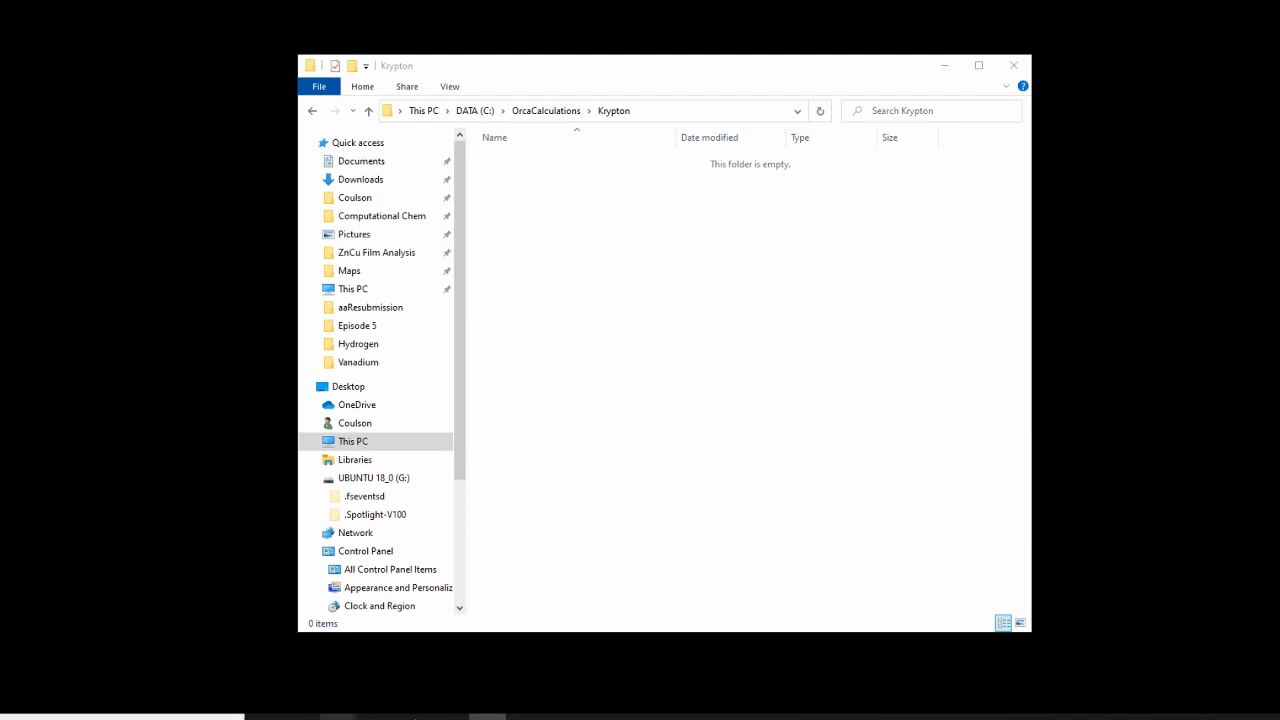 Krypton
File Home Share View
This PC DATA (C:) OrcaCalculations Krypton Search Krypton
Name Date modified Type Size
This folder is empty.
Quick access
Documents
Downloads
Coulson
Computational Chem
Pictures
ZnCu Film Analysis
Maps
This PC
aaResubmission
Episode 5
Hydrogen
Vanadium
Desktop
OneDrive
Coulson
This PC
Libraries
UBUNTU 18_0 (G:)
.fseventsd
.Spotlight-V100
Network
Control Panel
All Control Panel Items
Appearance and Personaliz
Clock and Region
0 items